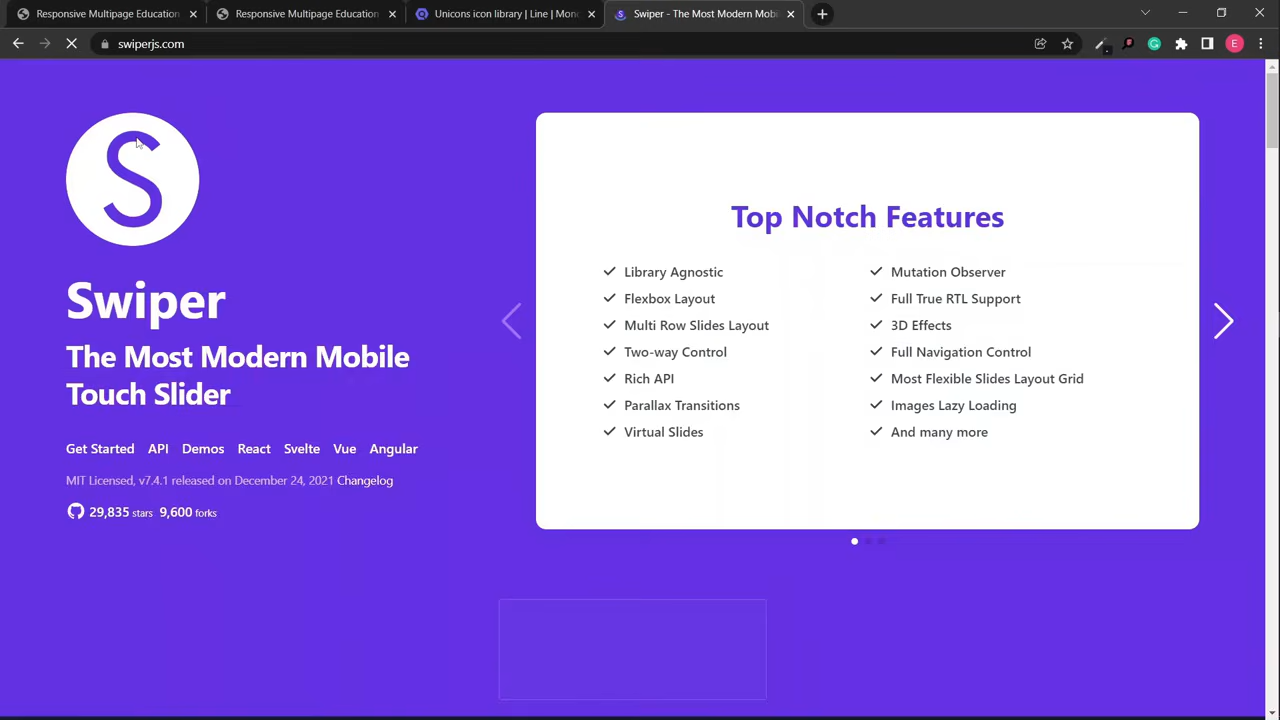 Responsive Multipage Education
Responsive Multipage Education
Unicons icon library | Line | Mono
Swiper - The Most Modern Mobil
swiperjs.com
E
S
Swiper
The Most Modern Mobile
Touch Slider
Get Started API Demos React Svelte Vue Angular
MIT Licensed, v7.4.1 released on December 24, 2021 Changelog
29,835 stars 9,600 forks
Top Notch Features
Library Agnostic
Flexbox Layout
Multi Row Slides Layout
Two-way Control
Rich API
Parallax Transitions
Virtual Slides
Mutation Observer
Full True RTL Support
3D Effects
Full Navigation Control
Most Flexible Slides Layout Grid
Images Lazy Loading
And many more